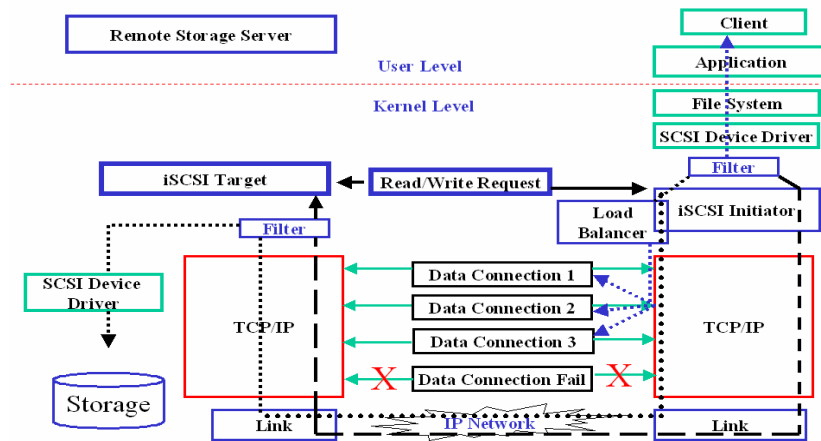 Client
Remote Storage Server
Application
User Level
Kernel Level
File System
SCSI Device Driver
Filter
iSCSI Target
Read/Write Request
iSCSI Initiator
Load
Balancer
Filter
SCSI Device
Driver
TCP/IP
Data Connection 1
Data Connection 2
Data Connection 3
Data Connection Fail
X
X
TCP/IP
Storage
Link
IP Network
Link